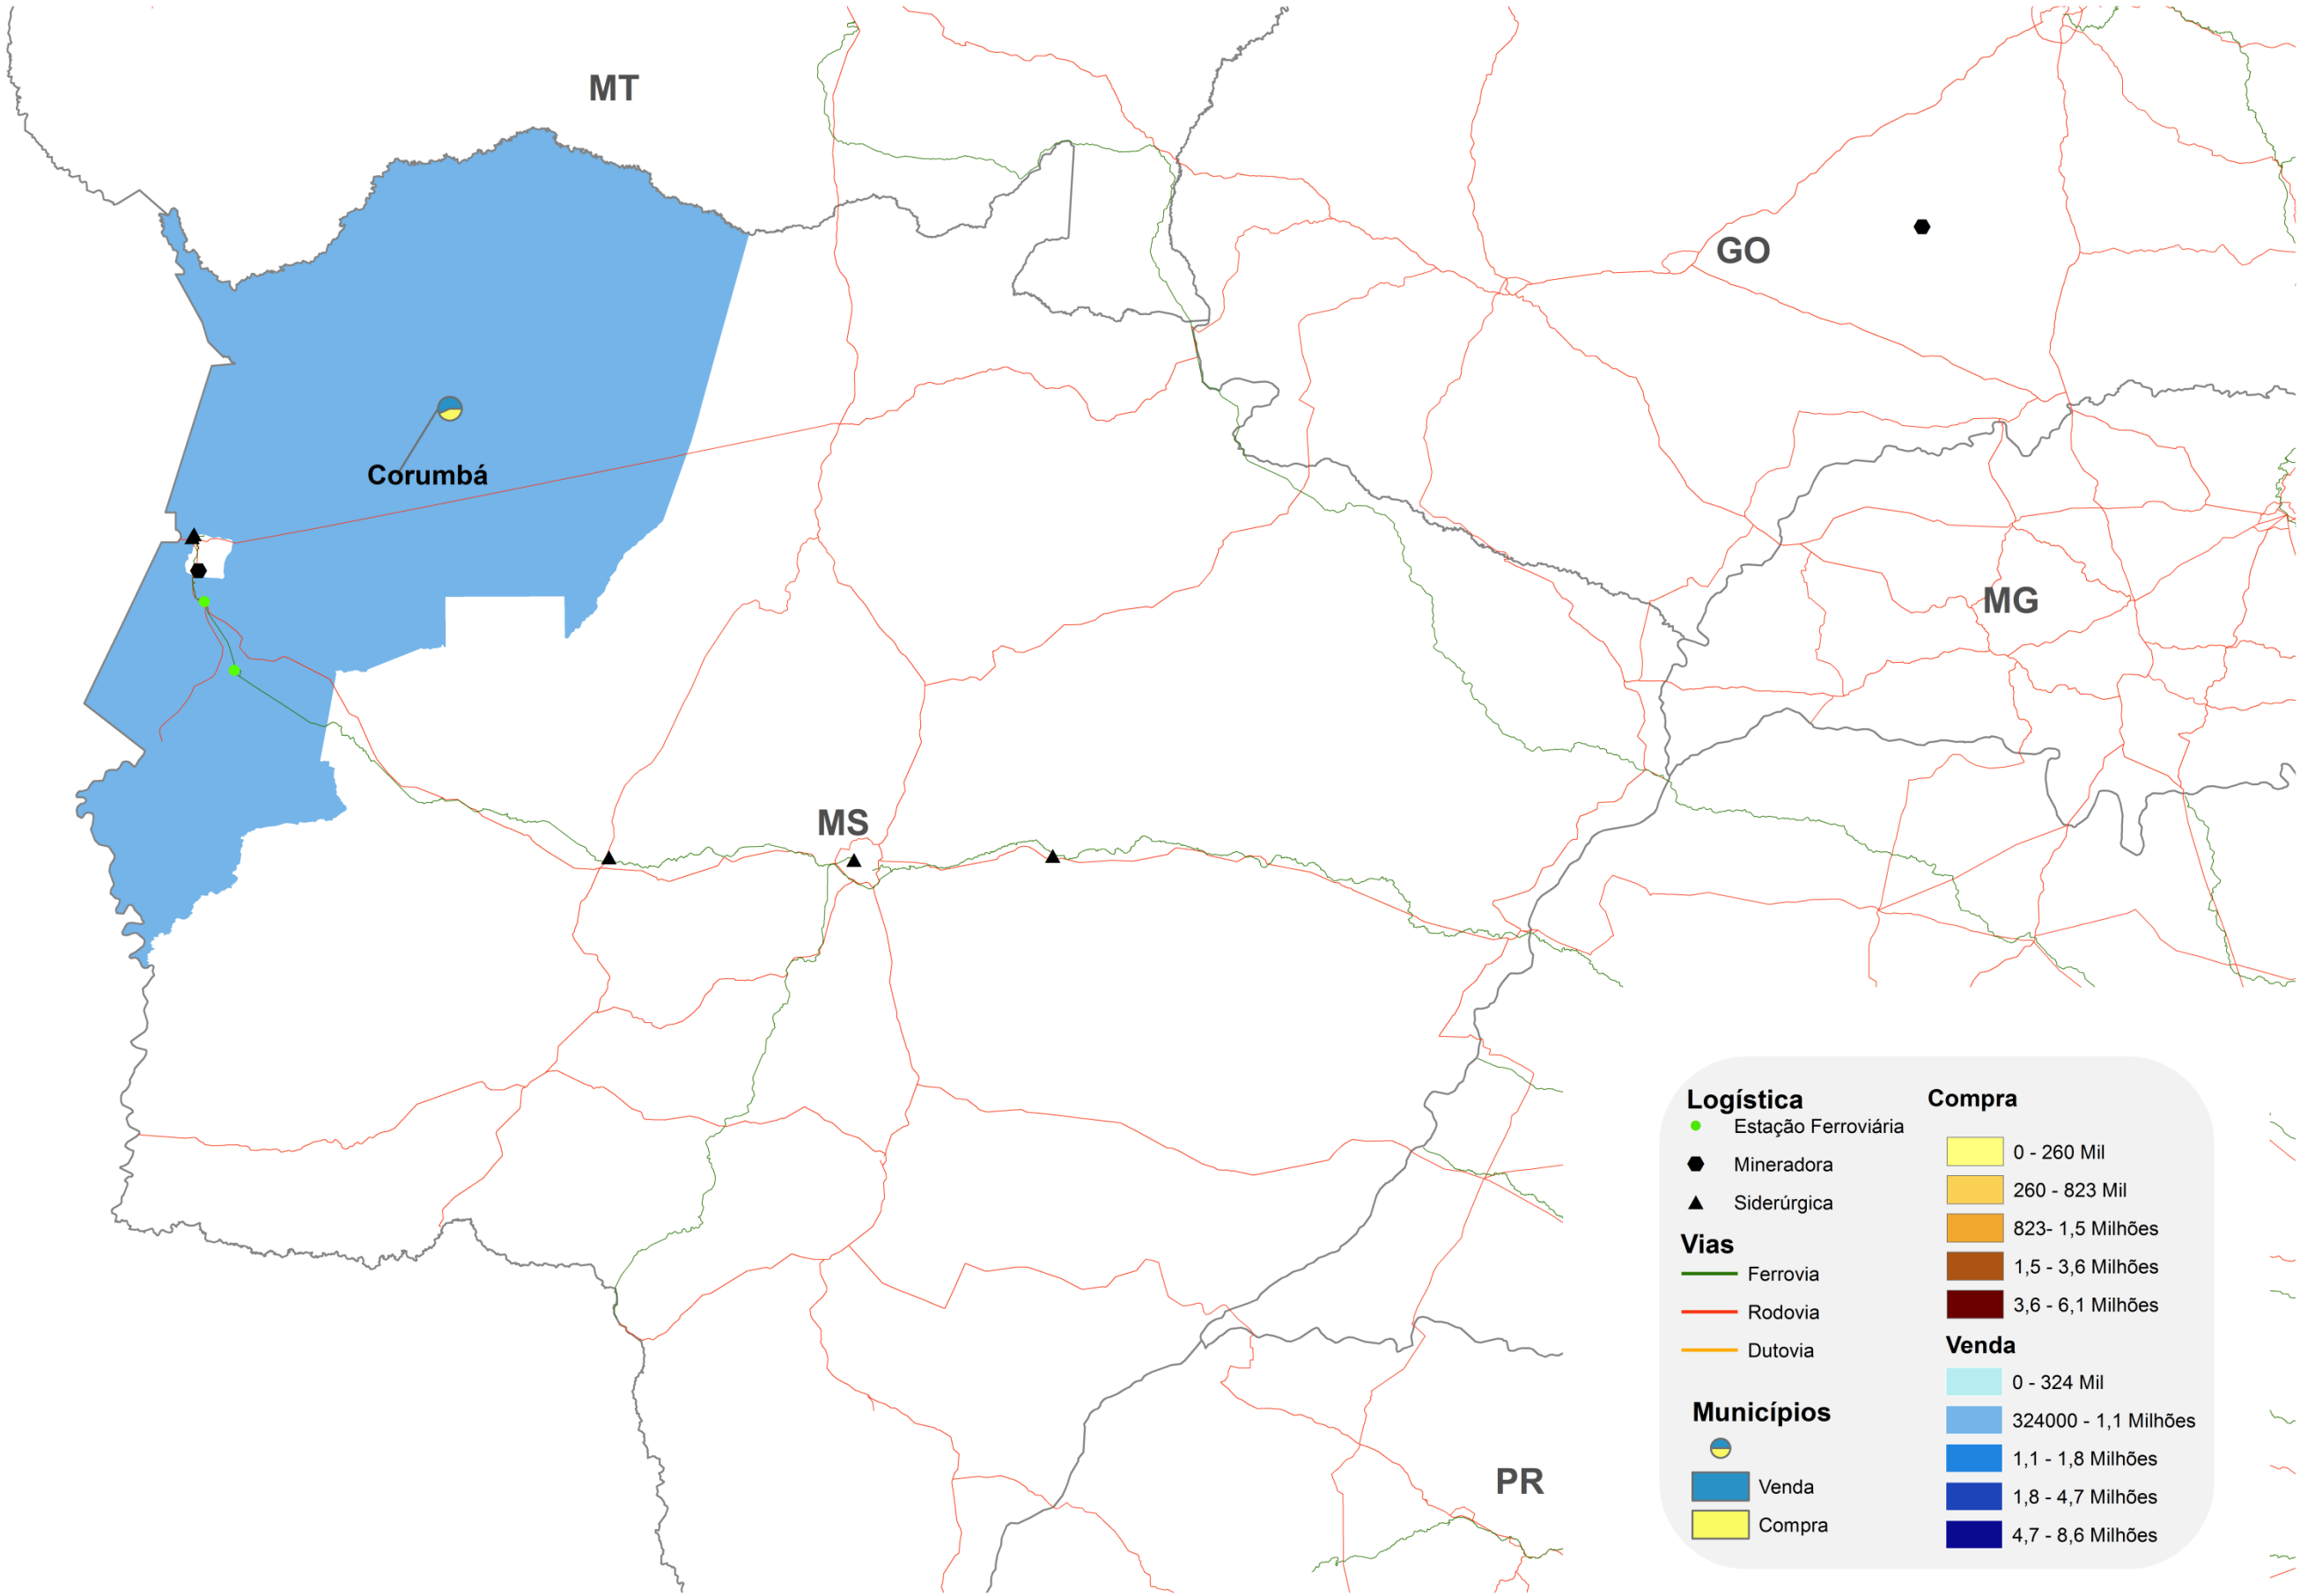 MT
GO
Corumbá
MG
MS
PR
Logística
Estação Ferroviária
Mineradora
Siderúrgica
Vias
Ferrovia
Rodovia
Dutovia
Municípios
Venda
Compra
Compra
0 - 260 Mil
260 - 823 Mil
823- 1,5 Milhões
1,5 - 3,6 Milhões
3,6 - 6,1 Milhões
Venda
0 - 324 Mil
324000 - 1,1 Milhões
1,1 - 1,8 Milhões
1,8 - 4,7 Milhões
4,7 - 8,6 Milhões